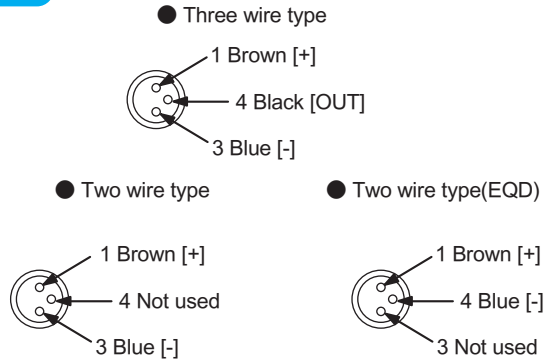 ● Three wire type
1 Brown [+]
4 Black [OUT]
3 Blue [-]
● Two wire type
1 Brown [+]
4 Not used
3 Blue [-]
● Two wire type(EQD)
1 Brown [+]
4 Blue [-]
3 Not used